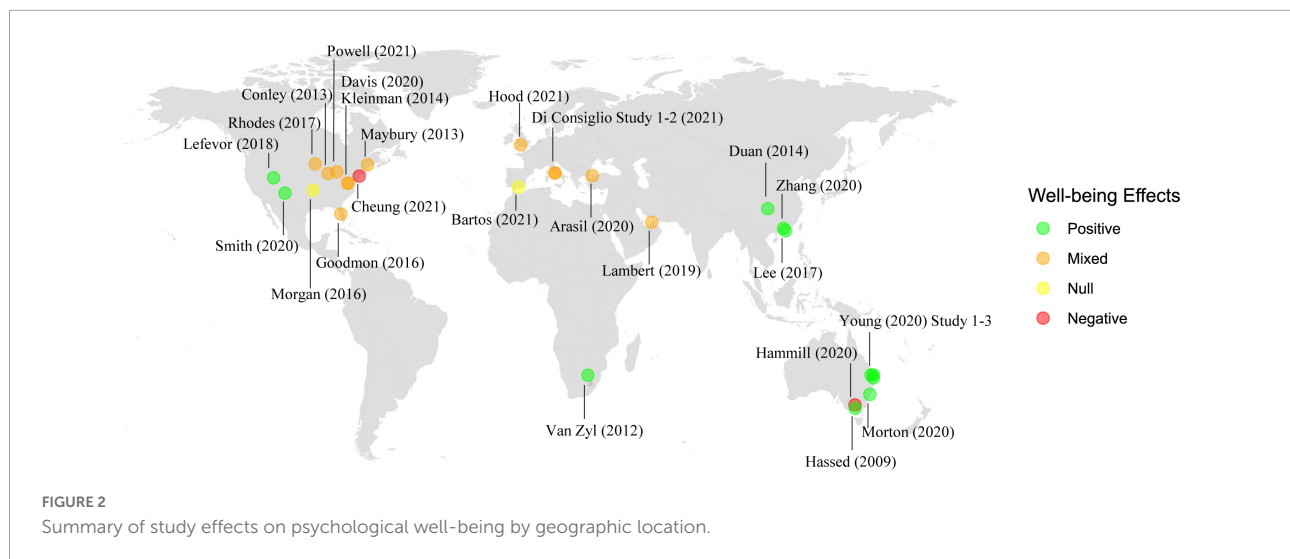 Powell (2021)
Davis (2020)
Conley (2013)
Kleinman (2014)
Rhodes (2017)
Maybury (2013)
Lefevor (2018)
Cheung (2021)
Smith (2020)
Goodmon (2016)
Morgan (2016)
Hood (2021)
Di Consiglio Study 1-2 (2021)
Bartos (2021)
Arasil (2020)
Lambert (2019)
Duan (2014)
Zhang (2020)
Lee (2017)
Van Zyl (2012)
Young (2020) Study 1-3
Hammill (2020)
Morton (2020)
Hassed (2009)
Well-being Effects
Positive
Mixed
Null
Negative
FIGURE 2
Summary of study effects on psychological well-being by geographic location.